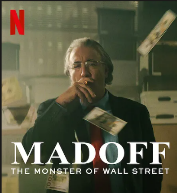 N
MADOFF
THE MONSTER OF WALL STREET